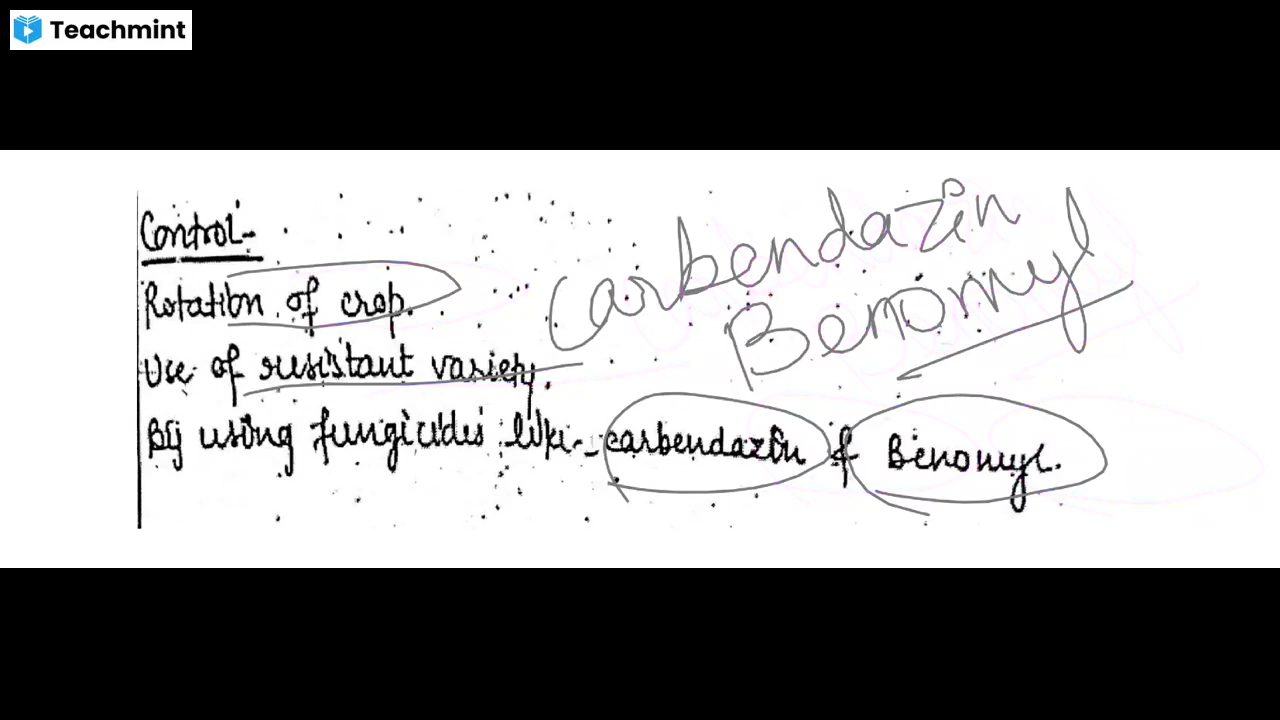 Teachmint
Control-
Rotation of crop.
Use of resistant variety.
By using fungicides like - carbendazin & Benomyl.
Carbendazin
Benomyl